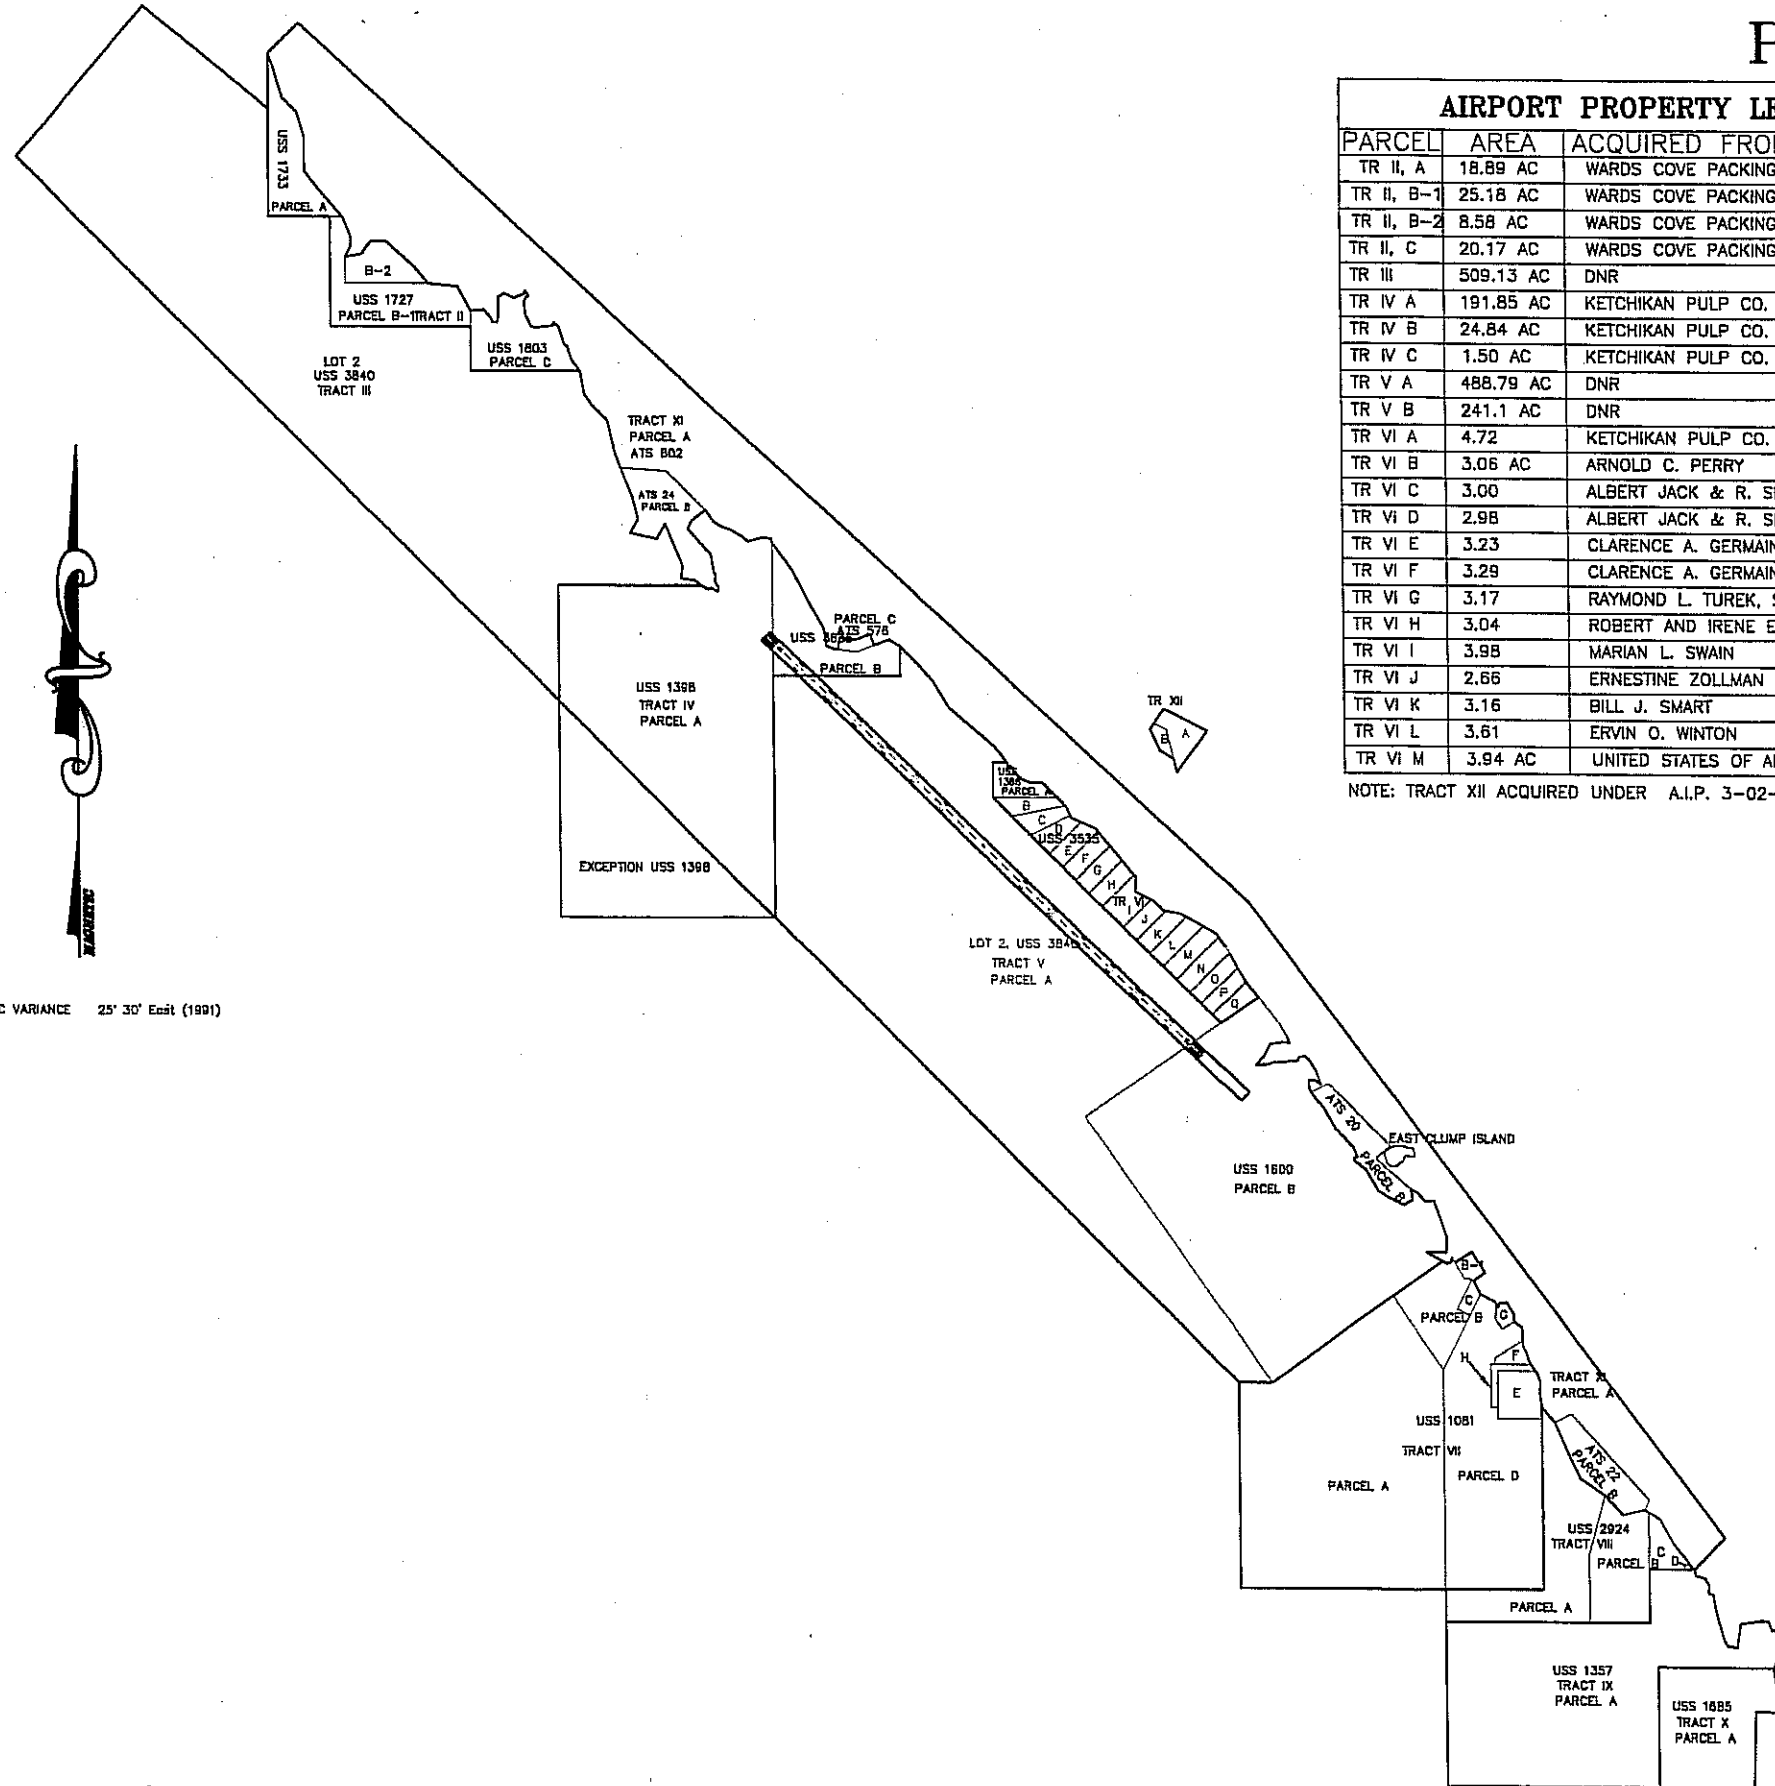 P
AIRPORT PROPERTY LE
PARCEL AREA ACQUIRED FRO
TR II, A 18.89 AC WARDS COVE PACKING
TR II, B-1 25.18 AC WARDS COVE PACKING
TR II, B-2 8.58 AC WARDS COVE PACKING
TR II, C 20.17 AC WARDS COVE PACKING
TR III 509.13 AC DNR
TR IV A 191.85 AC KETCHIKAN PULP CO.
TR IV B 24.84 AC KETCHIKAN PULP CO.
TR IV C 1.50 AC KETCHIKAN PULP CO.
TR V A 488.79 AC DNR
TR V B 241.1 AC DNR
TR VI A 4.72 KETCHIKAN PULP CO.
TR VI B 3.06 AC ARNOLD C. PERRY
TR VI C 3.00 ALBERT JACK & R. S
TR VI D 2.98 ALBERT JACK & R. S
TR VI E 3.23 CLARENCE A. GERMAIN
TR VI F 3.29 CLARENCE A. GERMAIN
TR VI G 3.17 RAYMOND L. TUREK,
TR VI H 3.04 ROBERT AND IRENE E
TR VI I 3.98 MARIAN L. SWAIN
TR VI J 2.66 ERNESTINE ZOLLMAN
TR VI K 3.16 BILL J. SMART
TR VI L 3.61 ERVIN O. WINTON
TR VI M 3.94 AC UNITED STATES OF A
NOTE: TRACT XII ACQUIRED UNDER A.I.P. 3-02-
USS 1733
PARCEL A
B-2
USS 1727
PARCEL B-1TRACT II
USS 1803
PARCEL C
LOT 2
USS 3840
TRACT III
TRACT XI
PARCEL A
ATS 802
ATS 24
PARCEL B
PARCEL C
ATS 576
USS
PARCEL B
USS 1398
TRACT IV
PARCEL A
EXCEPTION USS 1398
TR XII
B A
USS
PARCEL A
B
C
D
USS 3535
E
F
G
H
TR VI
I
J
K
L
M
N
O
P
Q
LOT 2, USS 3840
TRACT V
PARCEL A
MAGNETIC
C VARIANCE 25° 30' East (1991)
ATS 20
EAST CLUMP ISLAND
PARCEL B
USS 1600
PARCEL B
B-1
C
G
PARCEL B
F
H
E
TRACT XI
PARCEL A
USS 1081
TRACT VII
PARCEL A
PARCEL D
ATS 22
PARCEL B
USS 2924
TRACT VIII
PARCEL B
C
D
PARCEL A
USS 1357
TRACT IX
PARCEL A
USS 1685
TRACT X
PARCEL A